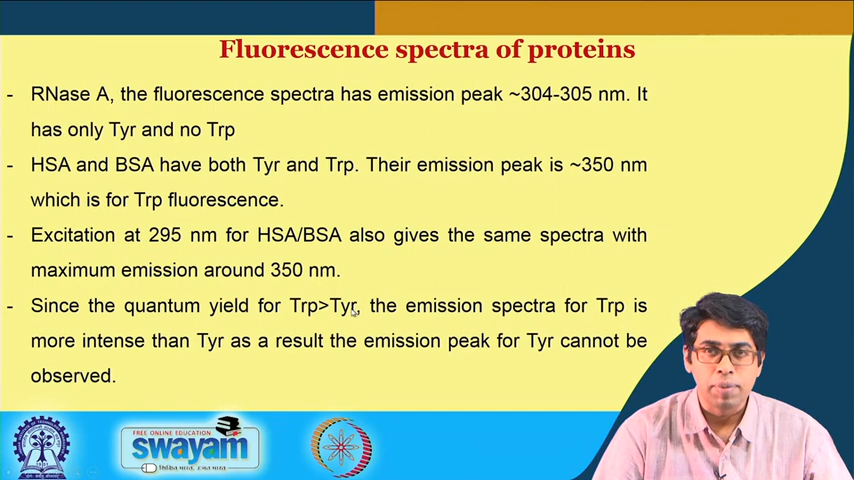 Fluorescence spectra of proteins
- RNase A, the fluorescence spectra has emission peak ~304-305 nm. It
has only Tyr and no Trp
- HSA and BSA have both Tyr and Trp. Their emission peak is ~350 nm
which is for Trp fluorescence.
- Excitation at 295 nm for HSA/BSA also gives the same spectra with
maximum emission around 350 nm.
- Since the quantum yield for Trp>Tyr, the emission spectra for Trp is
more intense than Tyr as a result the emission peak for Tyr cannot be
observed.
FREE ONLINE EDUCATION
swayam
शिक्षित भारत, उन्नत भारत